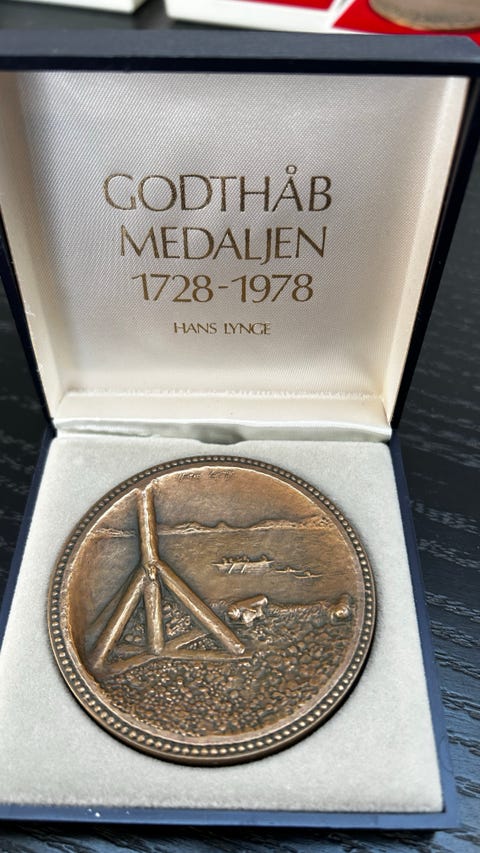 GODTHÅB
MEDALJEN
1728-1978
HANS LYNGE